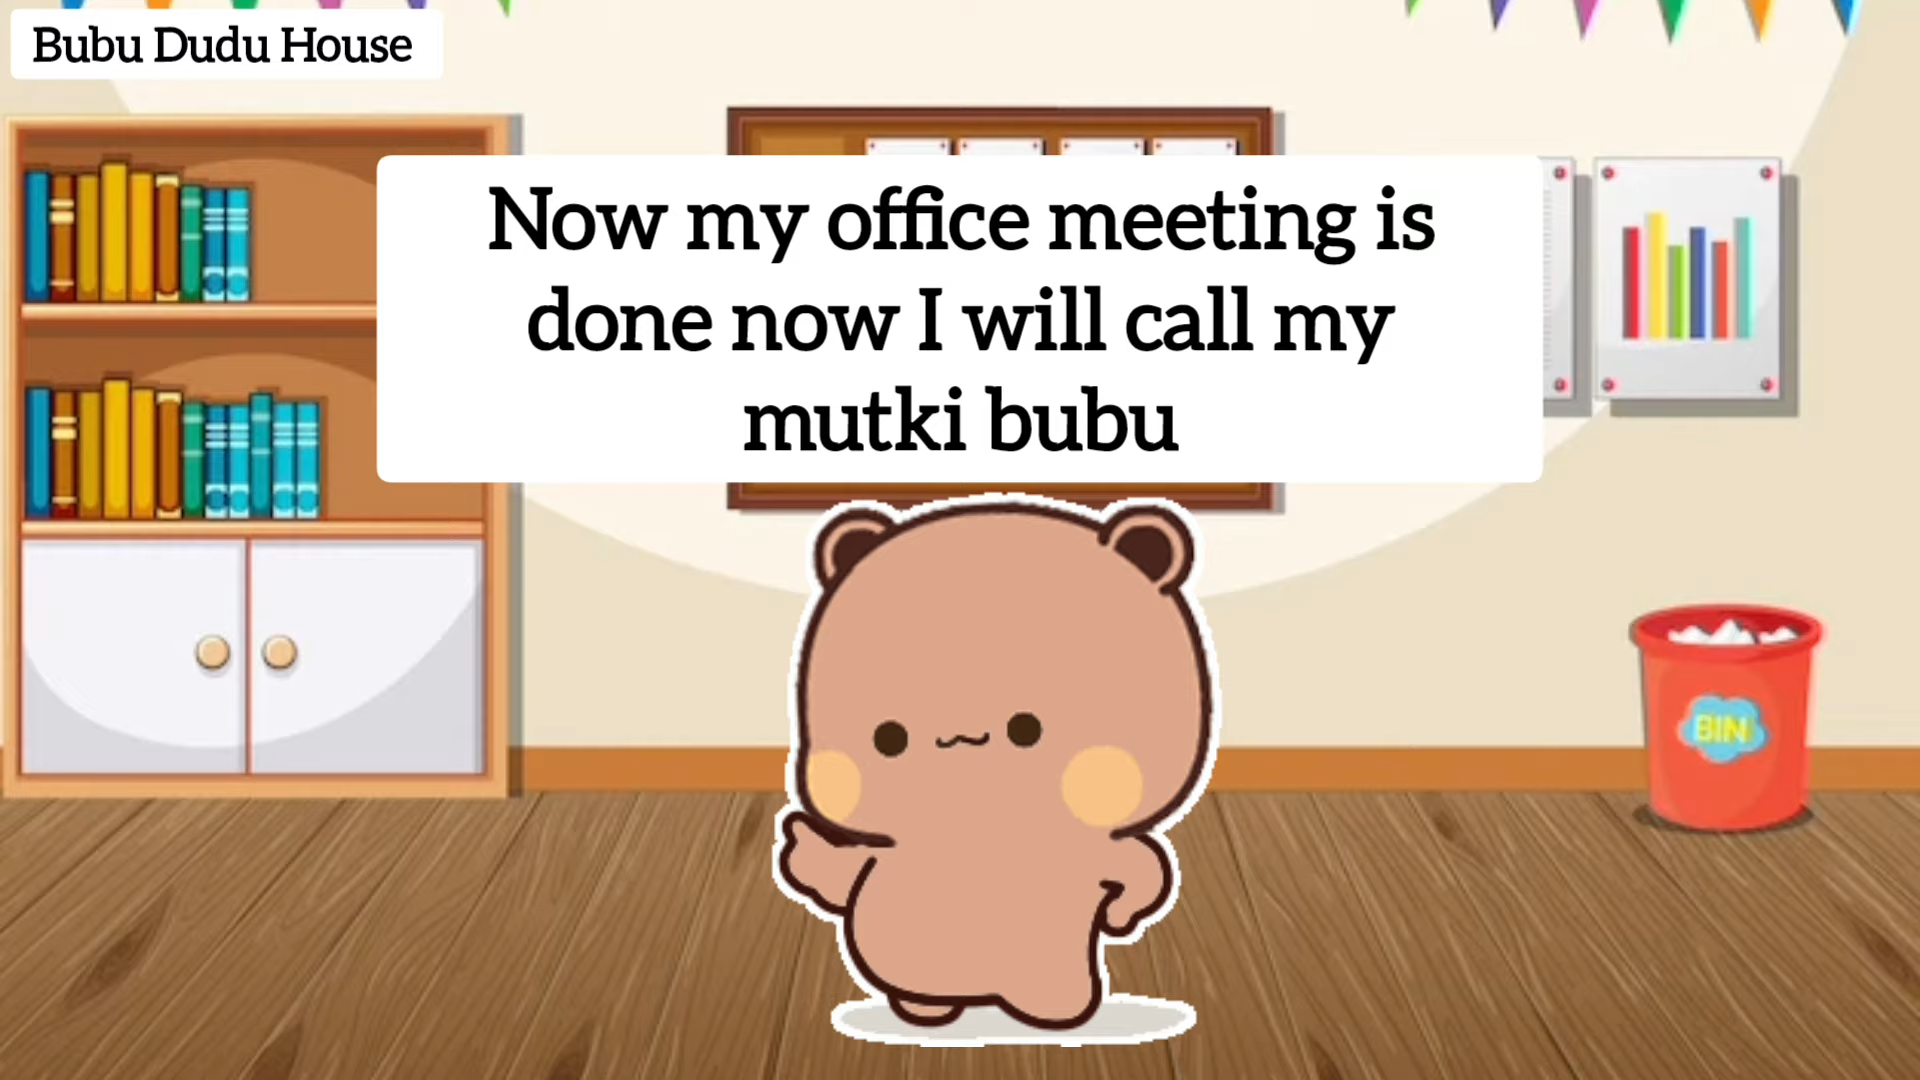 Bubu Dudu House
Now my office meeting is
done now I will call my
mutki bubu
BIN